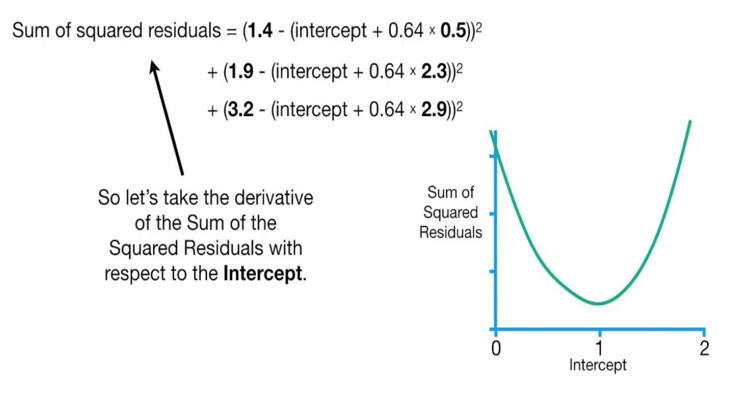 Sum of squared residuals = (1.4 - (intercept + 0.64 × 0.5))²
+ (1.9 - (intercept + 0.64 × 2.3))²
+ (3.2 - (intercept + 0.64 × 2.9))²
So let's take the derivative
of the Sum of the
Squared Residuals with
respect to the Intercept.
Sum of
Squared
Residuals
0 1 2
Intercept